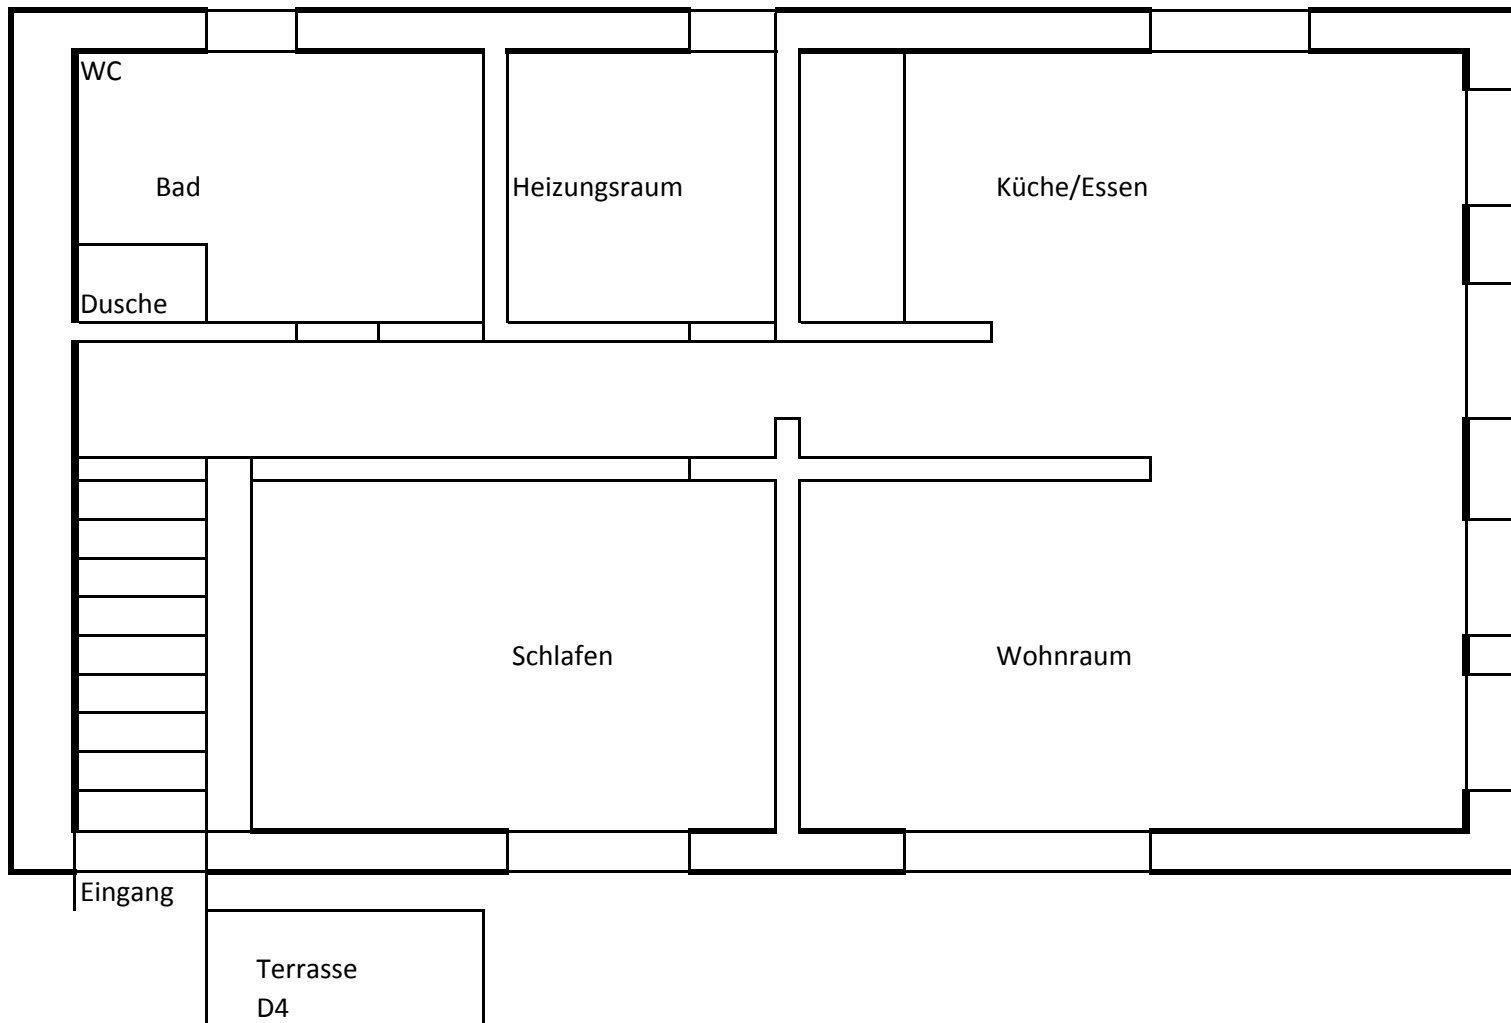 WC
Bad
Heizungsraum
Küche/Essen
Dusche
Schlafen
Wohnraum
Eingang
Terrasse
D4